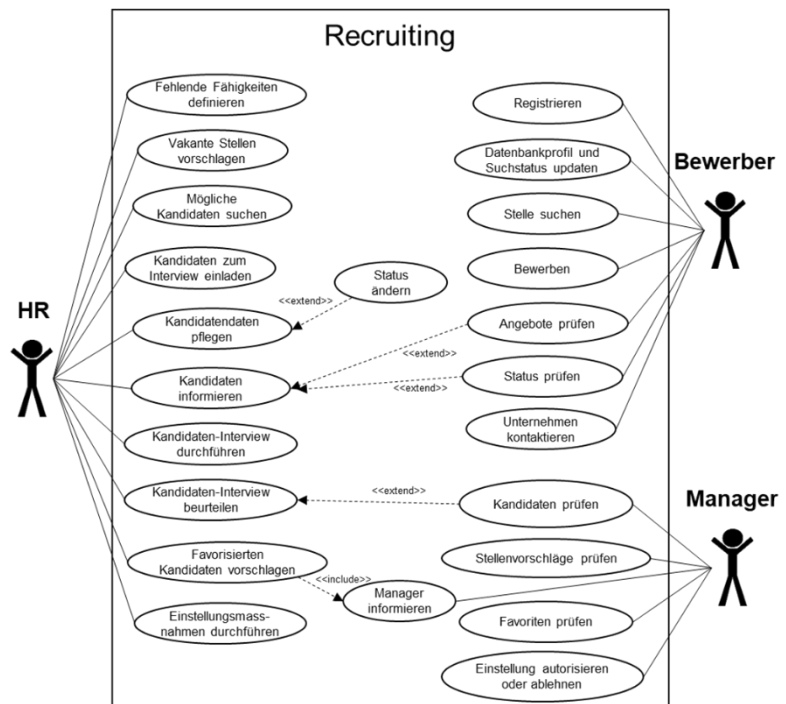 Recruiting
Fehlende Fähigkeiten
definieren
Vakante Stellen
vorschlagen
Mögliche
Kandidaten suchen
Kandidaten zum
Interview einladen
Status
ändern
<<extend>>
Kandidatendaten
pflegen
Kandidaten
informieren
Kandidaten-Interview
durchführen
Kandidaten-Interview
beurteilen
Favorisierten
Kandidaten vorschlagen
<<include>>
Manager
informieren
Einstellungsmass-
nahmen durchführen
HR
Registrieren
Datenbankprofil und
Suchstatus updaten
Stelle suchen
Bewerben
Angebote prüfen
<<extend>>
Status prüfen
<<extend>>
Unternehmen
kontaktieren
Bewerber
<<extend>>
Kandidaten prüfen
Stellenvorschläge prüfen
Favoriten prüfen
Einstellung autorisieren
oder ablehnen
Manager